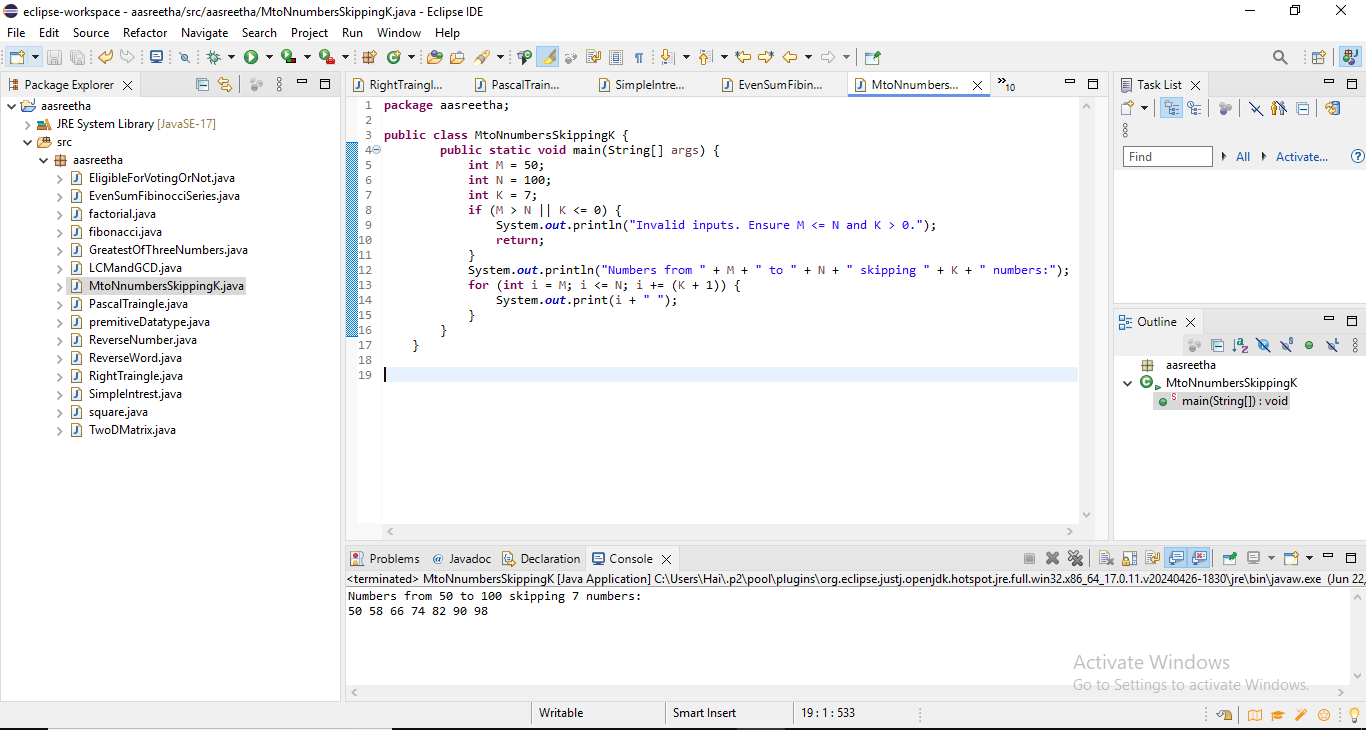 eclipse-workspace - aasreetha/src/aasreetha/MtoNnumbersSkippingK.java - Eclipse IDE
File Edit Source Refactor Navigate Search Project Run Window Help
Package Explorer
aasreetha
JRE System Library [JavaSE-17]
src
aasreetha
EligibleForVotingOrNot.java
EvenSumFibinocciSeries.java
factorial.java
fibonacci.java
GreatestOfThreeNumbers.java
LCMandGCD.java
MtoNnumbersSkippingK.java
PascalTraingle.java
premitiveDatatype.java
ReverseNumber.java
ReverseWord.java
RightTraingle.java
SimpleIntrest.java
square.java
TwoDMatrix.java
RightTraingl... PascalTrain... SimpleIntre... EvenSumFibin... MtoNnumbers... »10
1 package aasreetha;
2
3 public class MtoNnumbersSkippingK {
4 public static void main(String[] args) {
5 int M = 50;
6 int N = 100;
7 int K = 7;
8 if (M > N || K <= 0) {
9 System.out.println("Invalid inputs. Ensure M <= N and K > 0.");
10 return;
11 }
12 System.out.println("Numbers from " + M + " to " + N + " skipping " + K + " numbers:");
13 for (int i = M; i <= N; i += (K + 1)) {
14 System.out.print(i + " ");
15 }
16 }
17 }
18
19
Task List
Find All Activate...
Outline
aasreetha
MtoNnumbersSkippingK
main(String[]) : void
Problems Javadoc Declaration Console
<terminated> MtoNnumbersSkippingK [Java Application] C:\Users\Hai\.p2\pool\plugins\org.eclipse.justj.openjdk.hotspot.jre.full.win32.x86_64_17.0.11.v20240426-1830\jre\bin\javaw.exe (Jun 22,
Numbers from 50 to 100 skipping 7 numbers:
50 58 66 74 82 90 98
Activate Windows
Go to Settings to activate Windows.
Writable Smart Insert 19 : 1 : 533